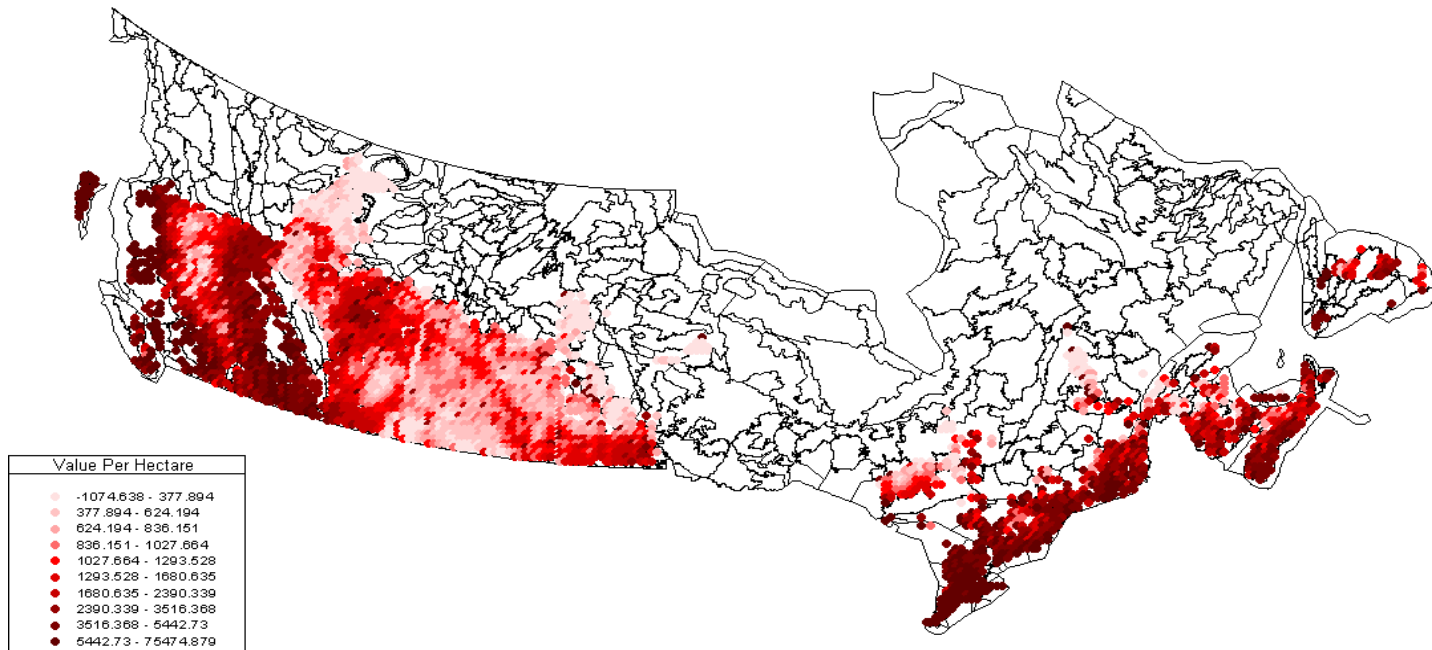 Value Per Hectare
-1074.638 - 377.894
377.894 - 624.194
624.194 - 836.151
836.151 - 1027.664
1027.664 - 1293.528
1293.528 - 1680.635
1680.635 - 2390.339
2390.339 - 3516.368
3516.368 - 5442.73
5442.73 - 75474.879